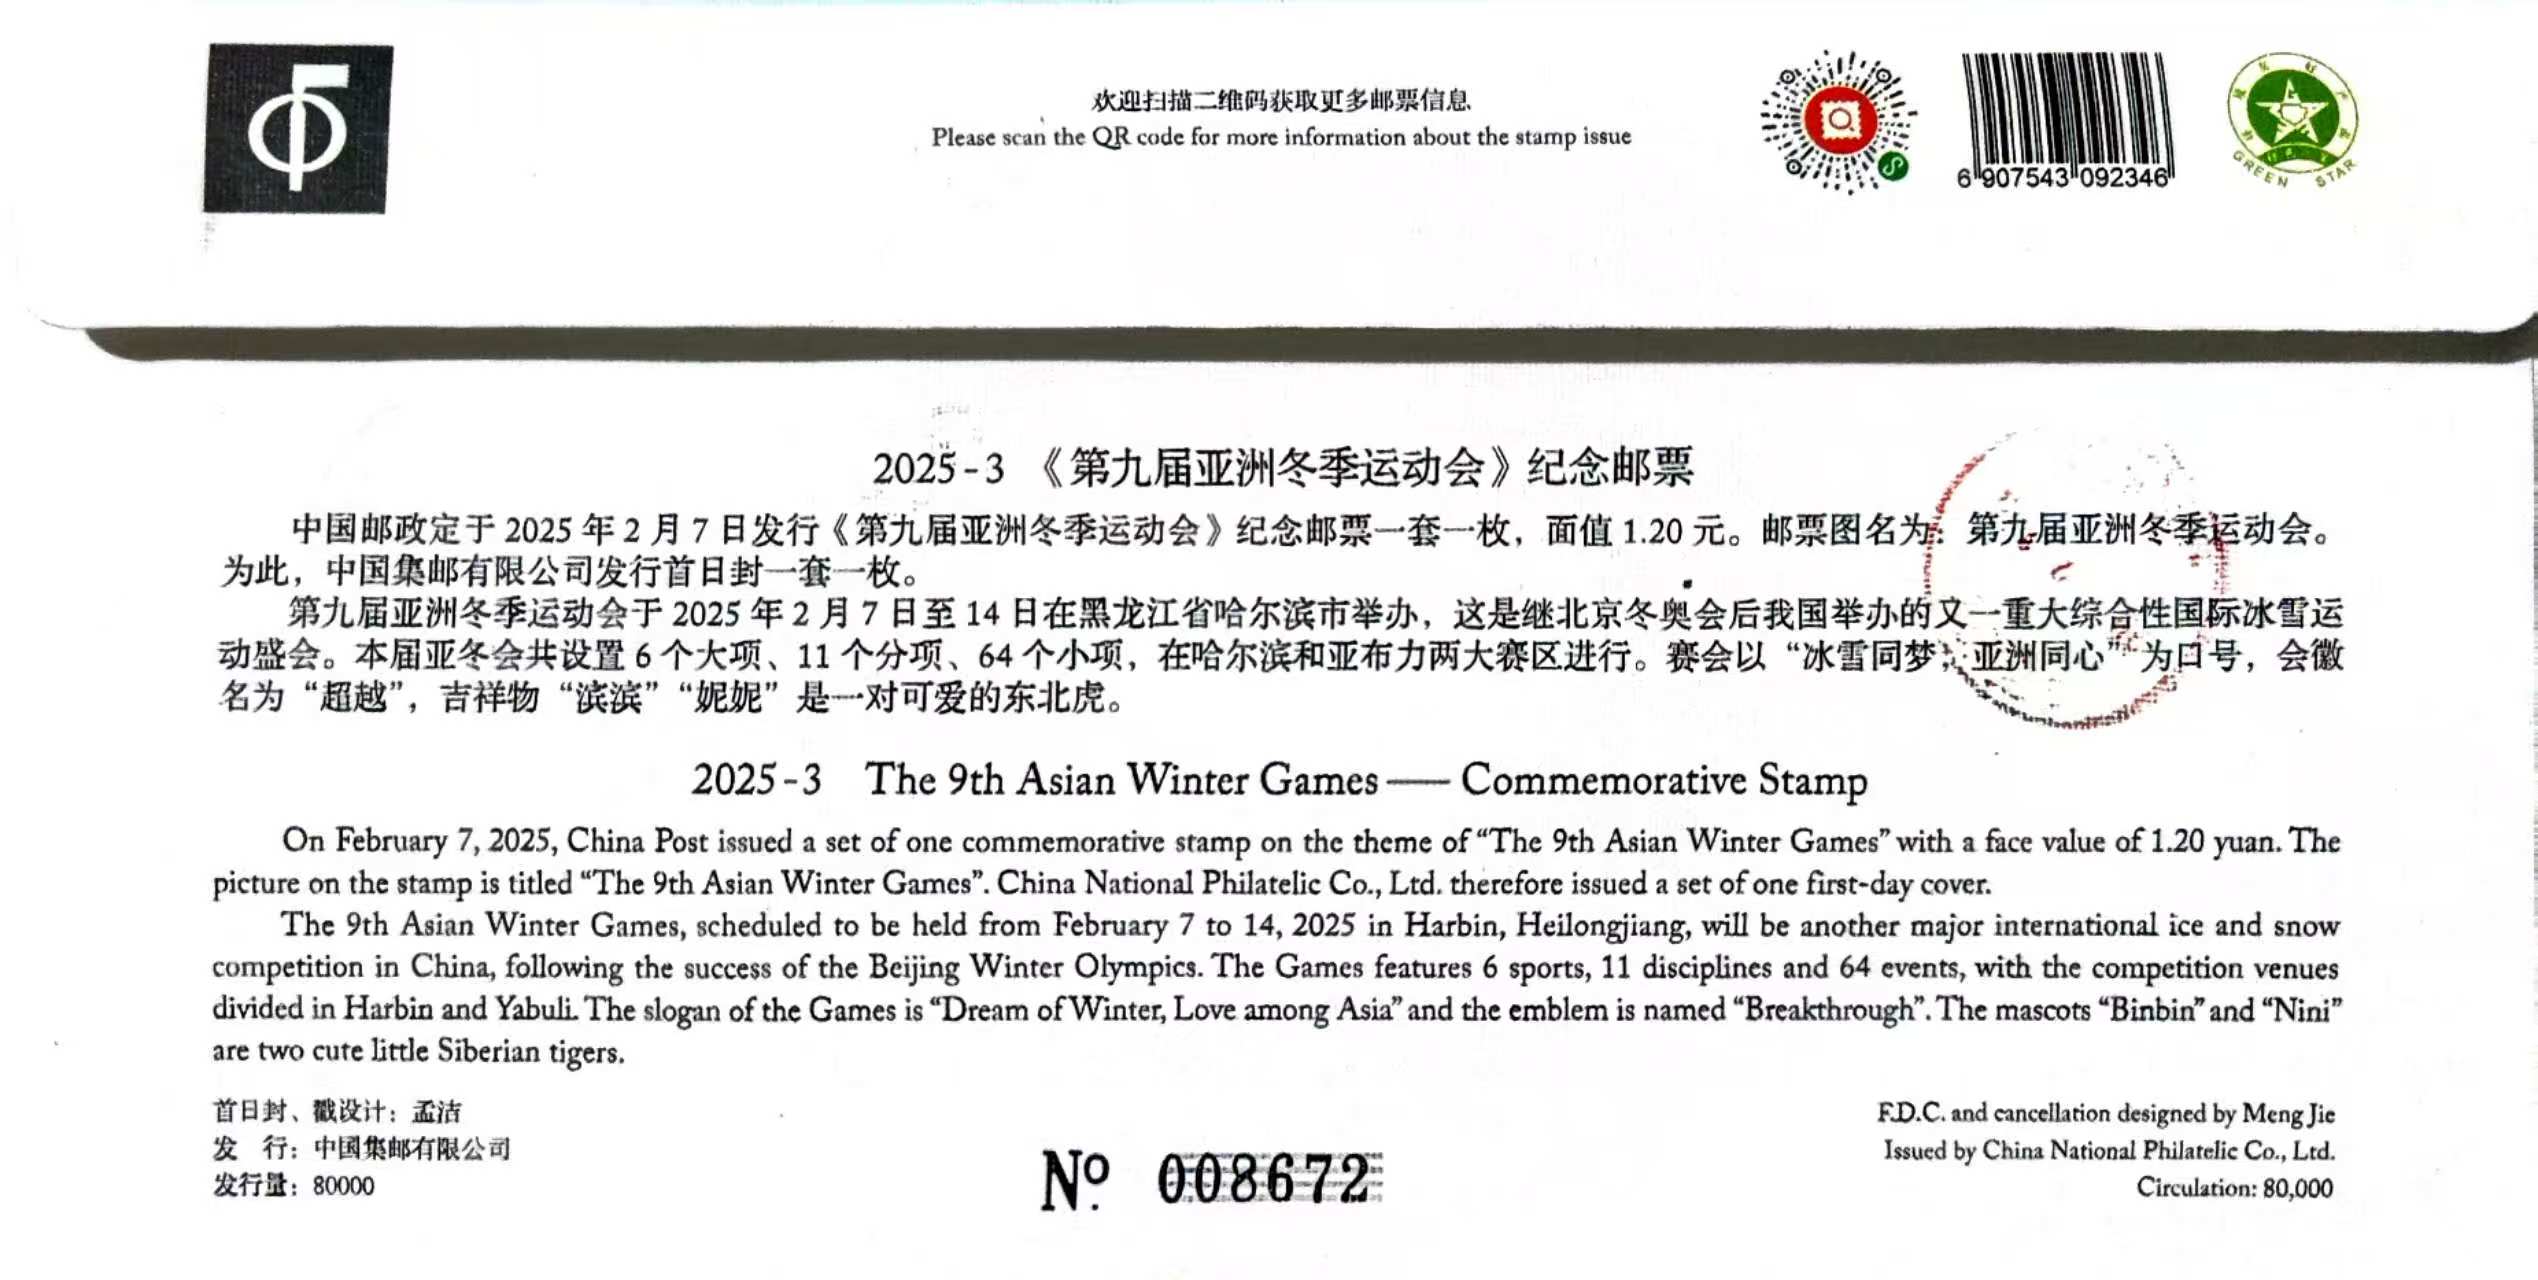 欢迎扫描二维码获取更多邮票信息
Please scan the QR code for more information about the stamp issue
6 907543 092346
GREEN STAR
2025-3 《第九届亚洲冬季运动会》纪念邮票
中国邮政定于 2025 年 2 月 7 日发行《第九届亚洲冬季运动会》纪念邮票一套一枚，面值 1.20 元。邮票图名为：第九届亚洲冬季运动会。
为此，中国集邮有限公司发行首日封一套一枚。
第九届亚洲冬季运动会于 2025 年 2 月 7 日至 14 日在黑龙江省哈尔滨市举办，这是继北京冬奥会后我国举办的又一重大综合性国际冰雪运
动盛会。本届亚冬会共设置 6 个大项、11 个分项、64 个小项，在哈尔滨和亚布力两大赛区进行。赛会以“冰雪同梦，亚洲同心”为口号，会徽
名为“超越”，吉祥物“滨滨”“妮妮”是一对可爱的东北虎。
2025-3 The 9th Asian Winter Games — Commemorative Stamp
On February 7, 2025, China Post issued a set of one commemorative stamp on the theme of “The 9th Asian Winter Games” with a face value of 1.20 yuan. The
picture on the stamp is titled “The 9th Asian Winter Games”. China National Philatelic Co., Ltd. therefore issued a set of one first-day cover.
The 9th Asian Winter Games, scheduled to be held from February 7 to 14, 2025 in Harbin, Heilongjiang, will be another major international ice and snow
competition in China, following the success of the Beijing Winter Olympics. The Games features 6 sports, 11 disciplines and 64 events, with the competition venues
divided in Harbin and Yabuli. The slogan of the Games is “Dream of Winter, Love among Asia” and the emblem is named “Breakthrough”. The mascots “Binbin” and “Nini”
are two cute little Siberian tigers.
首日封、戳设计：孟洁
发 行：中国集邮有限公司
发行量：80000
Nº. 008672
F.D.C. and cancellation designed by Meng Jie
Issued by China National Philatelic Co., Ltd.
Circulation: 80,000